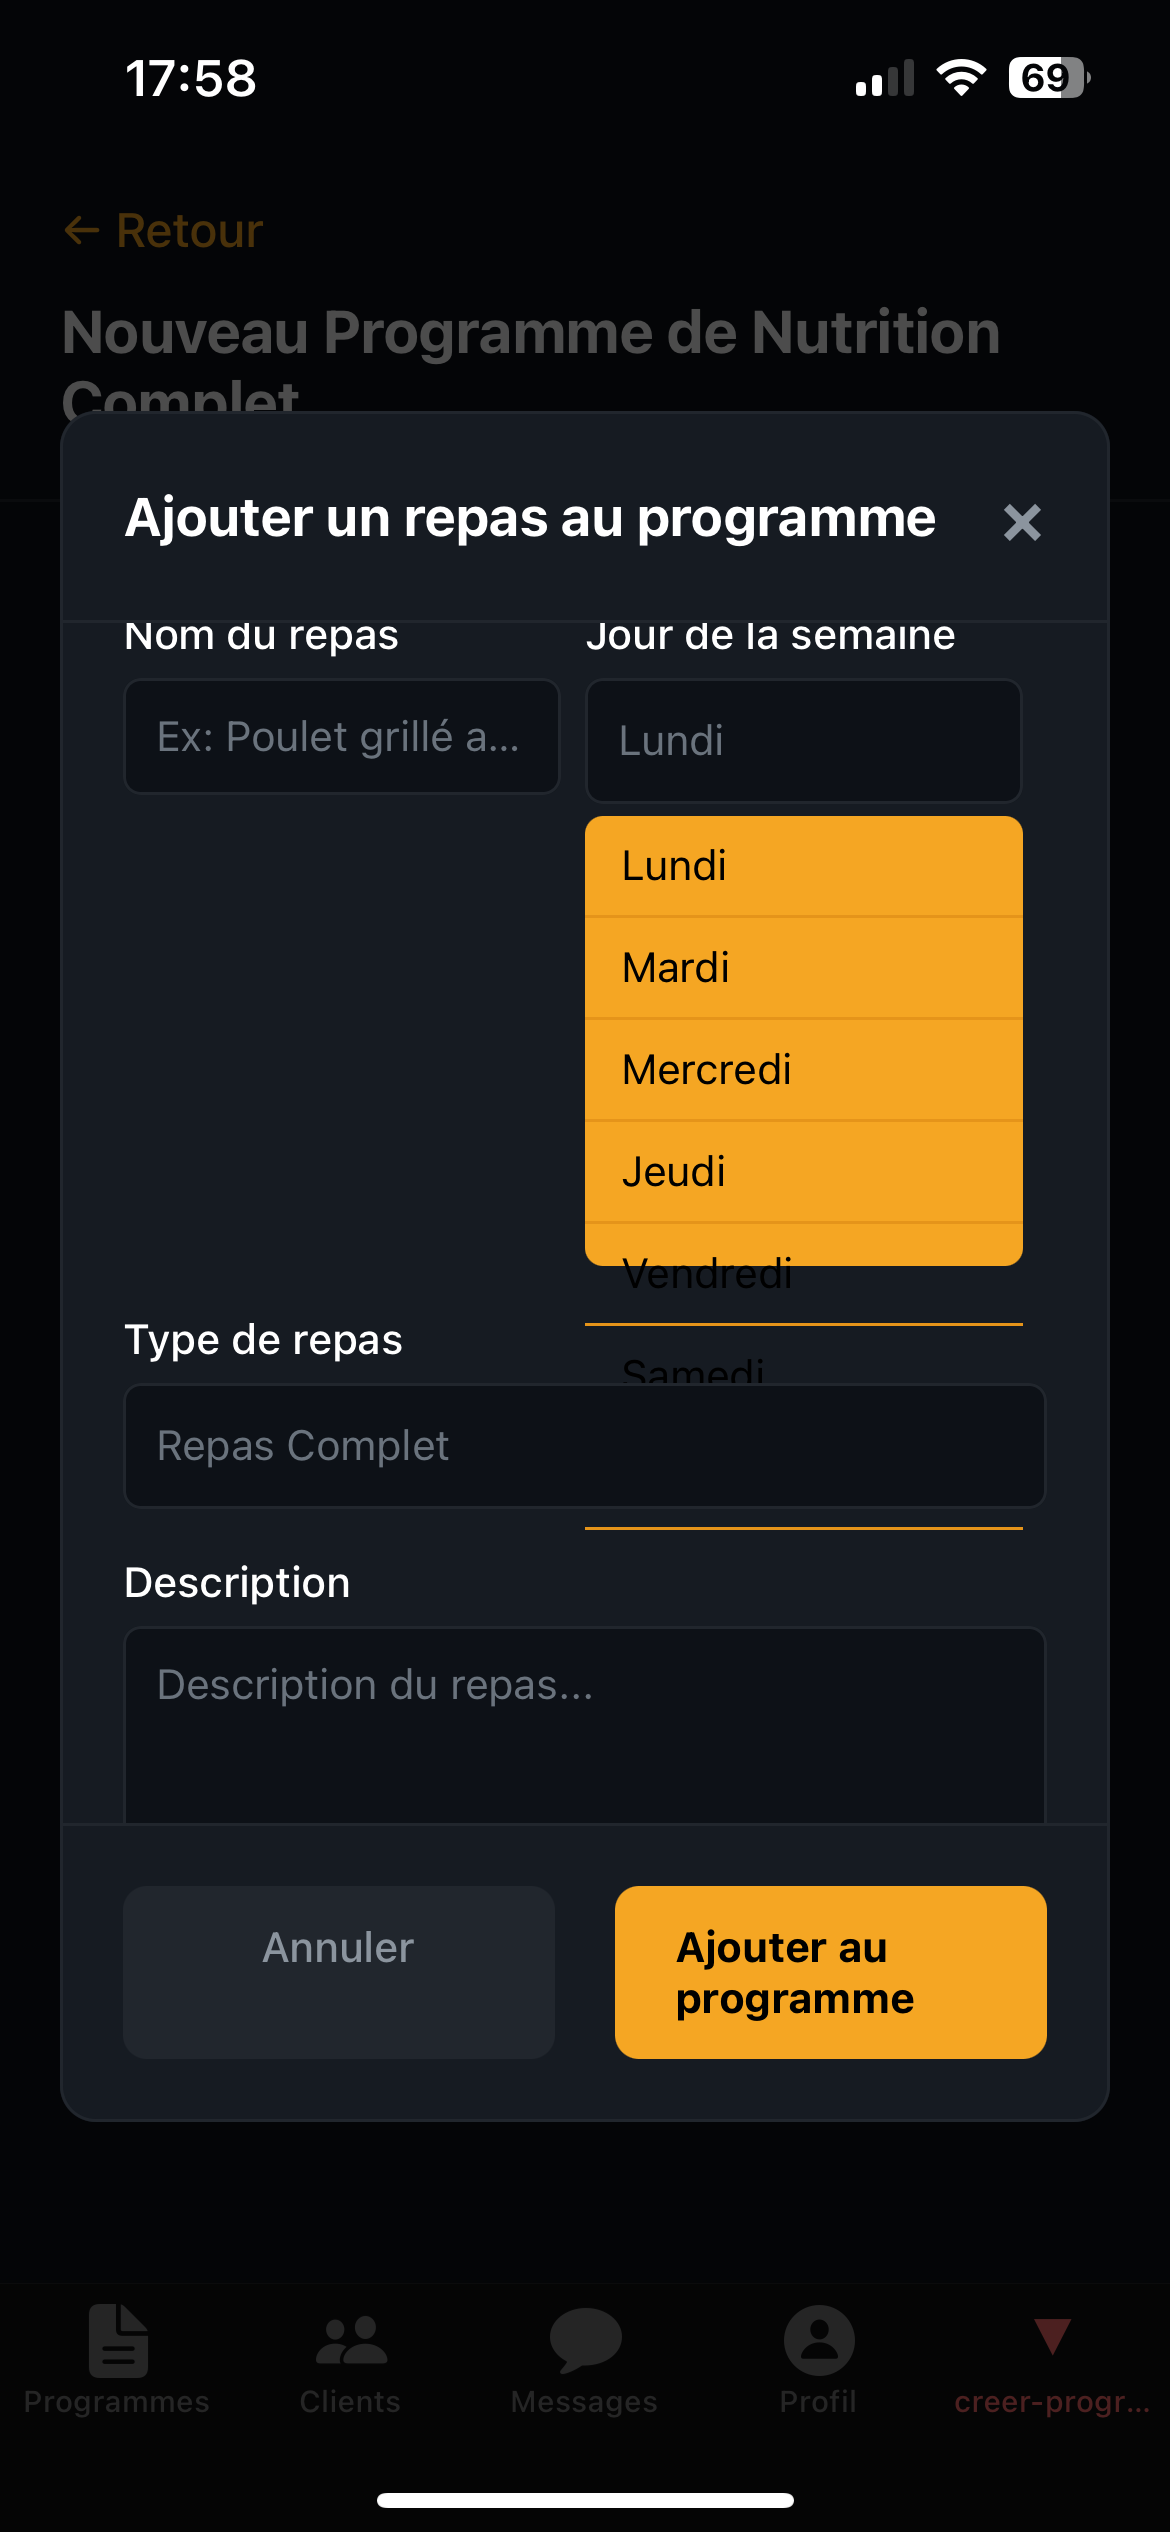 17:58
69
← Retour
Nouveau Programme de Nutrition
Complet
Ajouter un repas au programme
Nom du repas
Jour de la semaine
Ex: Poulet grillé a...
Lundi
Lundi
Mardi
Mercredi
Jeudi
Vendredi
Samedi
Type de repas
Repas Complet
Description
Description du repas...
Annuler
Ajouter au
programme
Programmes
Clients
Messages
Profil
creer-progr...